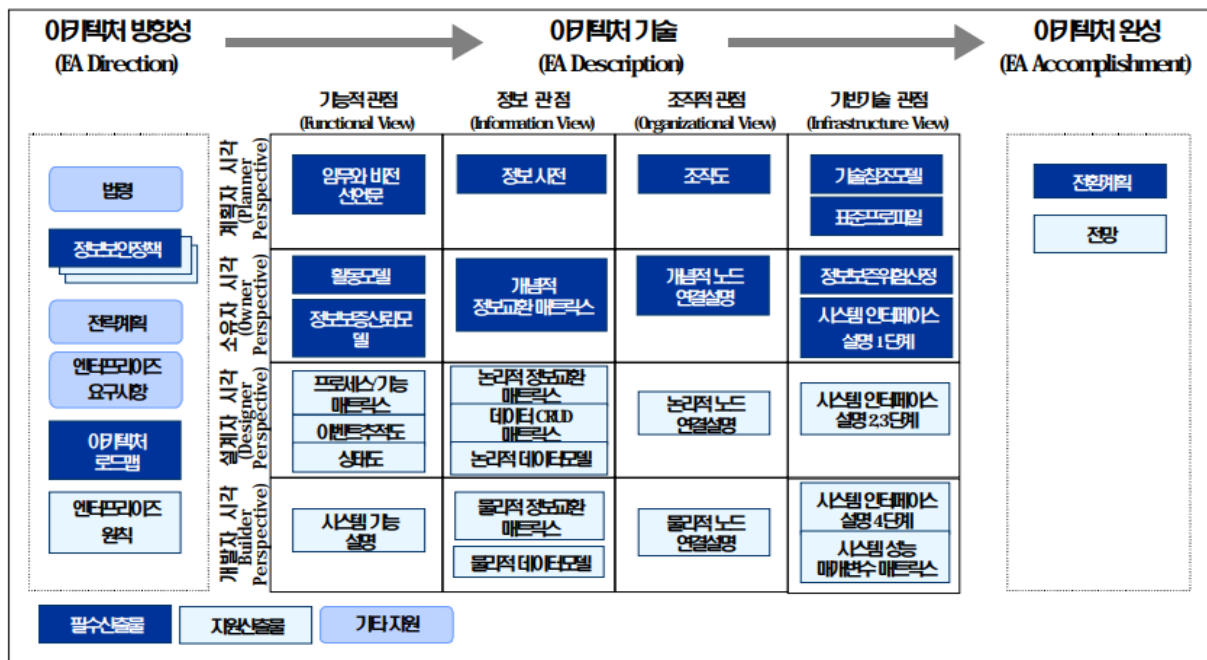 아키텍처 방향성
(EA Direction)
아키텍처 기술
(EA Description)
아키텍처 완성
(EA Accomplishment)
기능적 관점
(Functional View)
정보 관점
(Information View)
조직적 관점
(Organizational View)
기반기술 관점
(Infrastructure View)
법령
정보보안정책
전략계획
엔터프라이즈
요구사항
아키텍처
로드맵
엔터프라이즈
원칙
계획자 시각
(Planner
Perspective)
임무와 비전
선언문
정보 사전
조직도
기술참조모델
표준프로파일
소유자 시각
(Owner
Perspective)
활동모델
정보보증신뢰모
델
개념적
정보교환 매트릭스
개념적 노드
연결설명
정보보존위험산정
시스템 인터페이스
설명 1단계
설계자 시각
(Designer
Perspective)
프로세스/기능
매트릭스
이벤트추적도
상태도
논리적 정보교환
매트릭스
데이터 CRUD
매트릭스
논리적 데이터모델
논리적 노드
연결설명
시스템 인터페이스
설명 2,3단계
개발자 시각
Builder
Perspective)
시스템 기능
설명
물리적 정보교환
매트릭스
물리적 데이터모델
물리적 노드
연결설명
시스템 인터페이스
설명 4단계
시스템 성능
매개변수 매트릭스
전환계획
전망
필수산출물
지원산출물
기타 지원